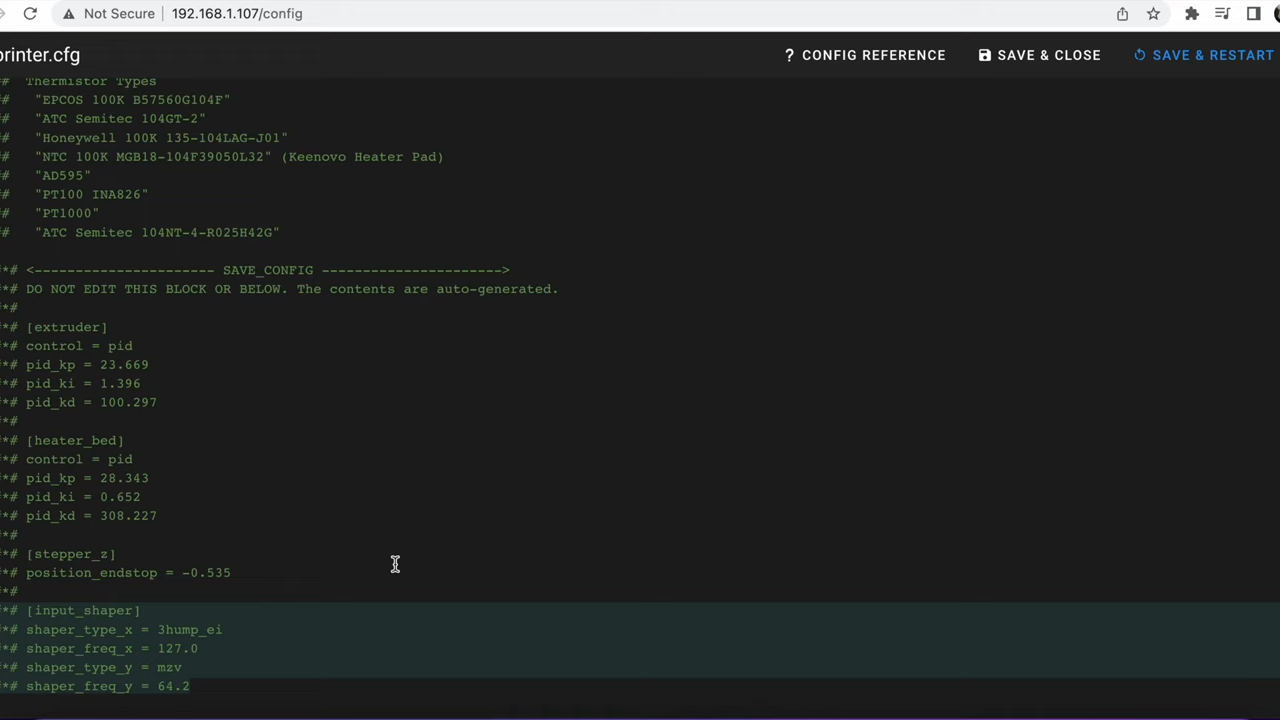 Not Secure 192.168.1.107/config
printer.cfg ? CONFIG REFERENCE SAVE & CLOSE SAVE & RESTART
## Thermistor Types
## "EPCOS 100K B57560G104F"
## "ATC Semitec 104GT-2"
## "Honeywell 100K 135-104LAG-J01"
## "NTC 100K MGB18-104F39050L32" (Keenovo Heater Pad)
## "AD595"
## "PT100 INA826"
## "PT1000"
## "ATC Semitec 104NT-4-R025H42G"
#*# <---------------------- SAVE_CONFIG ---------------------->
#*# DO NOT EDIT THIS BLOCK OR BELOW. The contents are auto-generated.
#*#
#*# [extruder]
#*# control = pid
#*# pid_kp = 23.669
#*# pid_ki = 1.396
#*# pid_kd = 100.297
#*#
#*# [heater_bed]
#*# control = pid
#*# pid_kp = 28.343
#*# pid_ki = 0.652
#*# pid_kd = 308.227
#*#
#*# [stepper_z]
#*# position_endstop = -0.535
#*#
#*# [input_shaper]
#*# shaper_type_x = 3hump_ei
#*# shaper_freq_x = 127.0
#*# shaper_type_y = mzv
#*# shaper_freq_y = 64.2